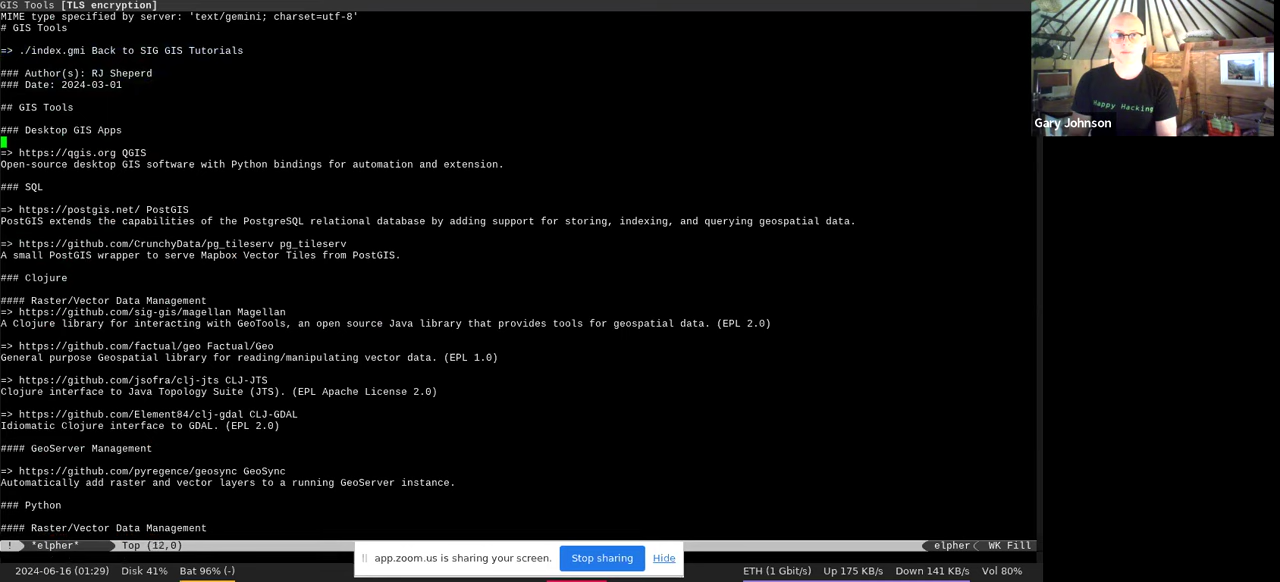 GIS Tools [TLS encryption]
MIME type specified by server: 'text/gemini; charset=utf-8'
# GIS Tools
=> ./index.gmi Back to SIG GIS Tutorials
### Author(s): RJ Sheperd
### Date: 2024-03-01
## GIS Tools
### Desktop GIS Apps
=> https://qgis.org QGIS
Open-source desktop GIS software with Python bindings for automation and extension.
### SQL
=> https://postgis.net/ PostGIS
PostGIS extends the capabilities of the PostgreSQL relational database by adding support for storing, indexing, and querying geospatial data.
=> https://github.com/CrunchyData/pg_tileserv pg_tileserv
A small PostGIS wrapper to serve Mapbox Vector Tiles from PostGIS.
### Clojure
#### Raster/Vector Data Management
=> https://github.com/sig-gis/magellan Magellan
A Clojure library for interacting with GeoTools, an open source Java library that provides tools for geospatial data. (EPL 2.0)
=> https://github.com/factual/geo Factual/Geo
General purpose Geospatial library for reading/manipulating vector data. (EPL 1.0)
=> https://github.com/jsofra/clj-jts CLJ-JTS
Clojure interface to Java Topology Suite (JTS). (EPL Apache License 2.0)
=> https://github.com/Element84/clj-gdal CLJ-GDAL
Idiomatic Clojure interface to GDAL. (EPL 2.0)
#### GeoServer Management
=> https://github.com/pyregence/geosync GeoSync
Automatically add raster and vector layers to a running GeoServer instance.
### Python
#### Raster/Vector Data Management
! *elpher* Top (12,0) elpher WK Fill
app.zoom.us is sharing your screen. Stop sharing Hide
2024-06-16 (01:29) Disk 41% Bat 96% (-) ETH (1 Gbit/s) Up 175 KB/s Down 141 KB/s Vol 80%
Happy Hacking
Gary Johnson